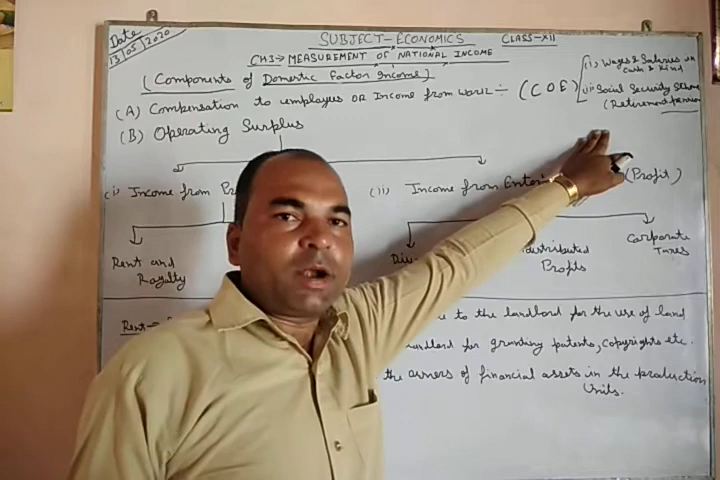 Date
13/05/2020
SUBJECT-ECONOMICS CLASS-XII
CH3→ MEASUREMENT OF NATIONAL INCOME
(Components of Domestic Factor Income)
(A) Compensation to employees OR Income from work ÷ (COE)
(i) Wages & Salaries in
cash & kind
(ii) Social Security Scheme
(Retirement pension
(B) Operating Surplus
(i) Income from (ii) Income from (Profit)
Rent and
Royalty
Profits
Corporate
Taxes
Rent to the landlord for the use of land
landlord for granting patents, copyrights etc.
the owners of financial assets in the production
units.